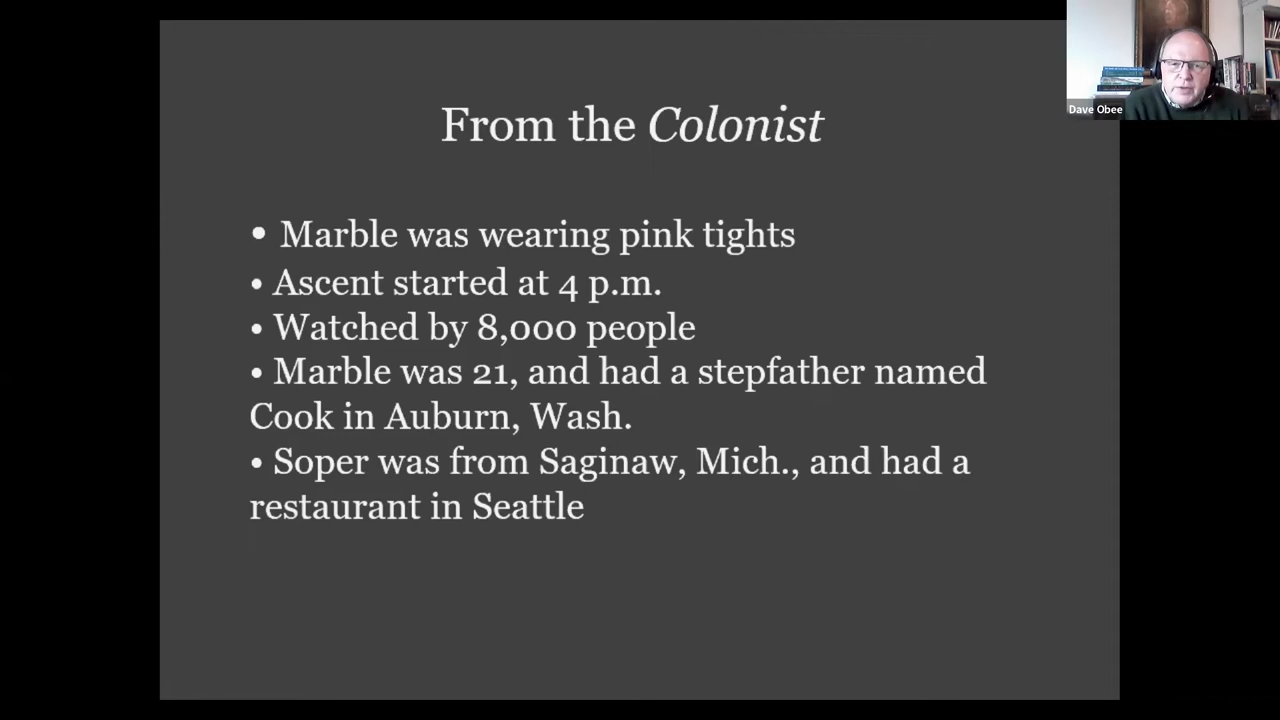 From the Colonist
• Marble was wearing pink tights
• Ascent started at 4 p.m.
• Watched by 8,000 people
• Marble was 21, and had a stepfather named
Cook in Auburn, Wash.
• Soper was from Saginaw, Mich., and had a
restaurant in Seattle
Dave Obee